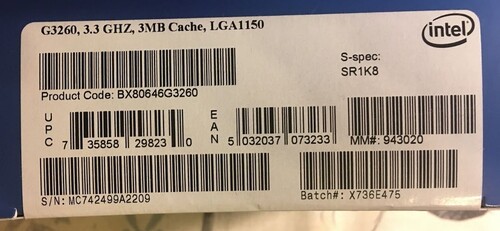 G3260, 3.3 GHZ, 3MB Cache, LGA1150
intel
S-spec:
SR1K8
Product Code: BX80646G3260
UPC
7 35858 29823 0
EAN
5 032037 073233
MM#: 943020
S/N: MC742499A2209
Batch#: X736E475